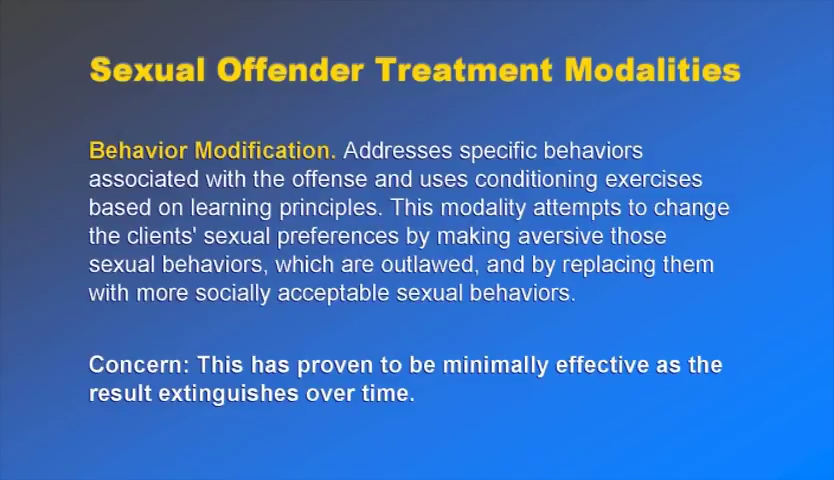 Sexual Offender Treatment Modalities
Behavior Modification. Addresses specific behaviors
associated with the offense and uses conditioning exercises
based on learning principles. This modality attempts to change
the clients' sexual preferences by making aversive those
sexual behaviors, which are outlawed, and by replacing them
with more socially acceptable sexual behaviors.
Concern: This has proven to be minimally effective as the
result extinguishes over time.